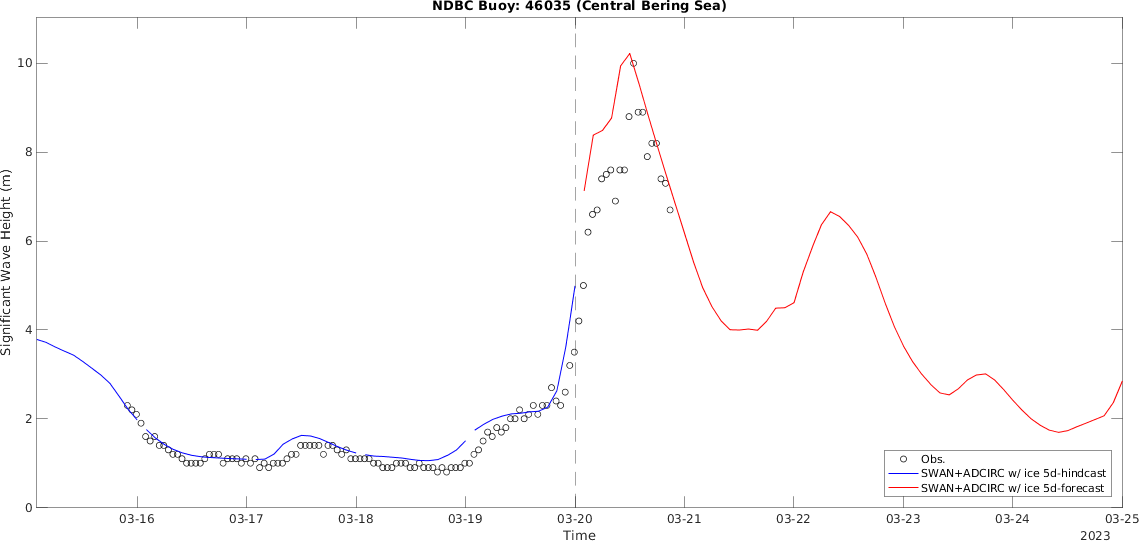 NDBC Buoy: 46035 (Central Bering Sea)
Significant Wave Height (m)
10
8
6
4
2
0
03-16 03-17 03-18 03-19 03-20 03-21 03-22 03-23 03-24 03-25
Time
2023
Obs.
SWAN+ADCIRC w/ ice 5d-hindcast
SWAN+ADCIRC w/ ice 5d-forecast